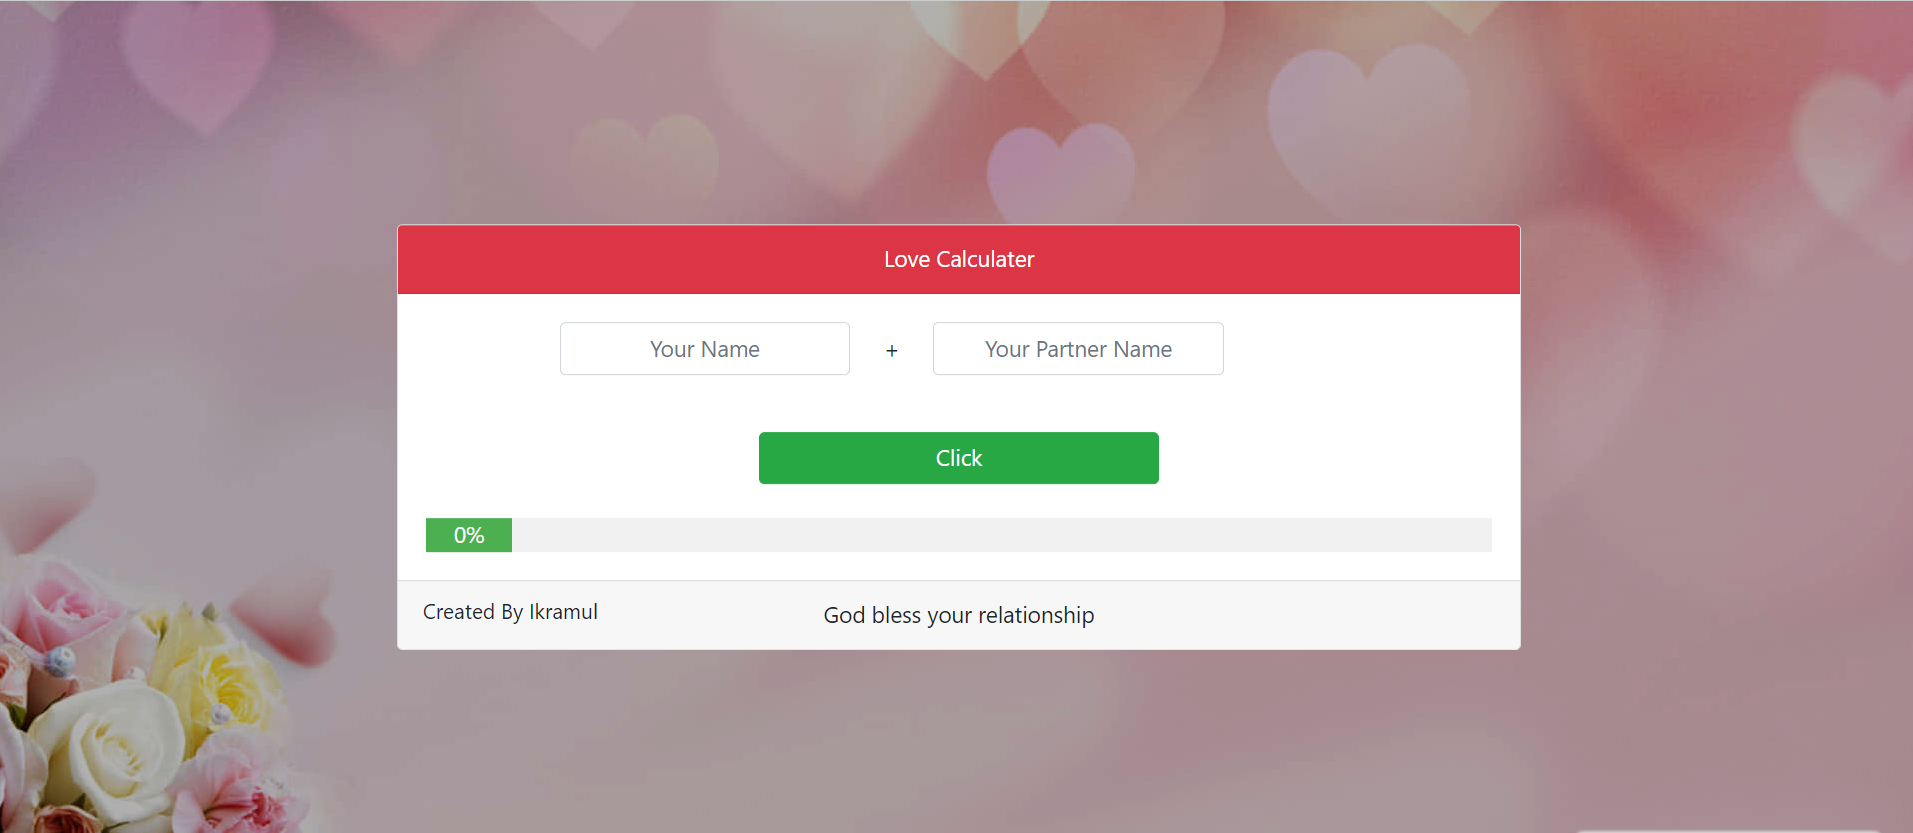 Love Calculater
Your Name + Your Partner Name
Click
0%
Created By Ikramul
God bless your relationship